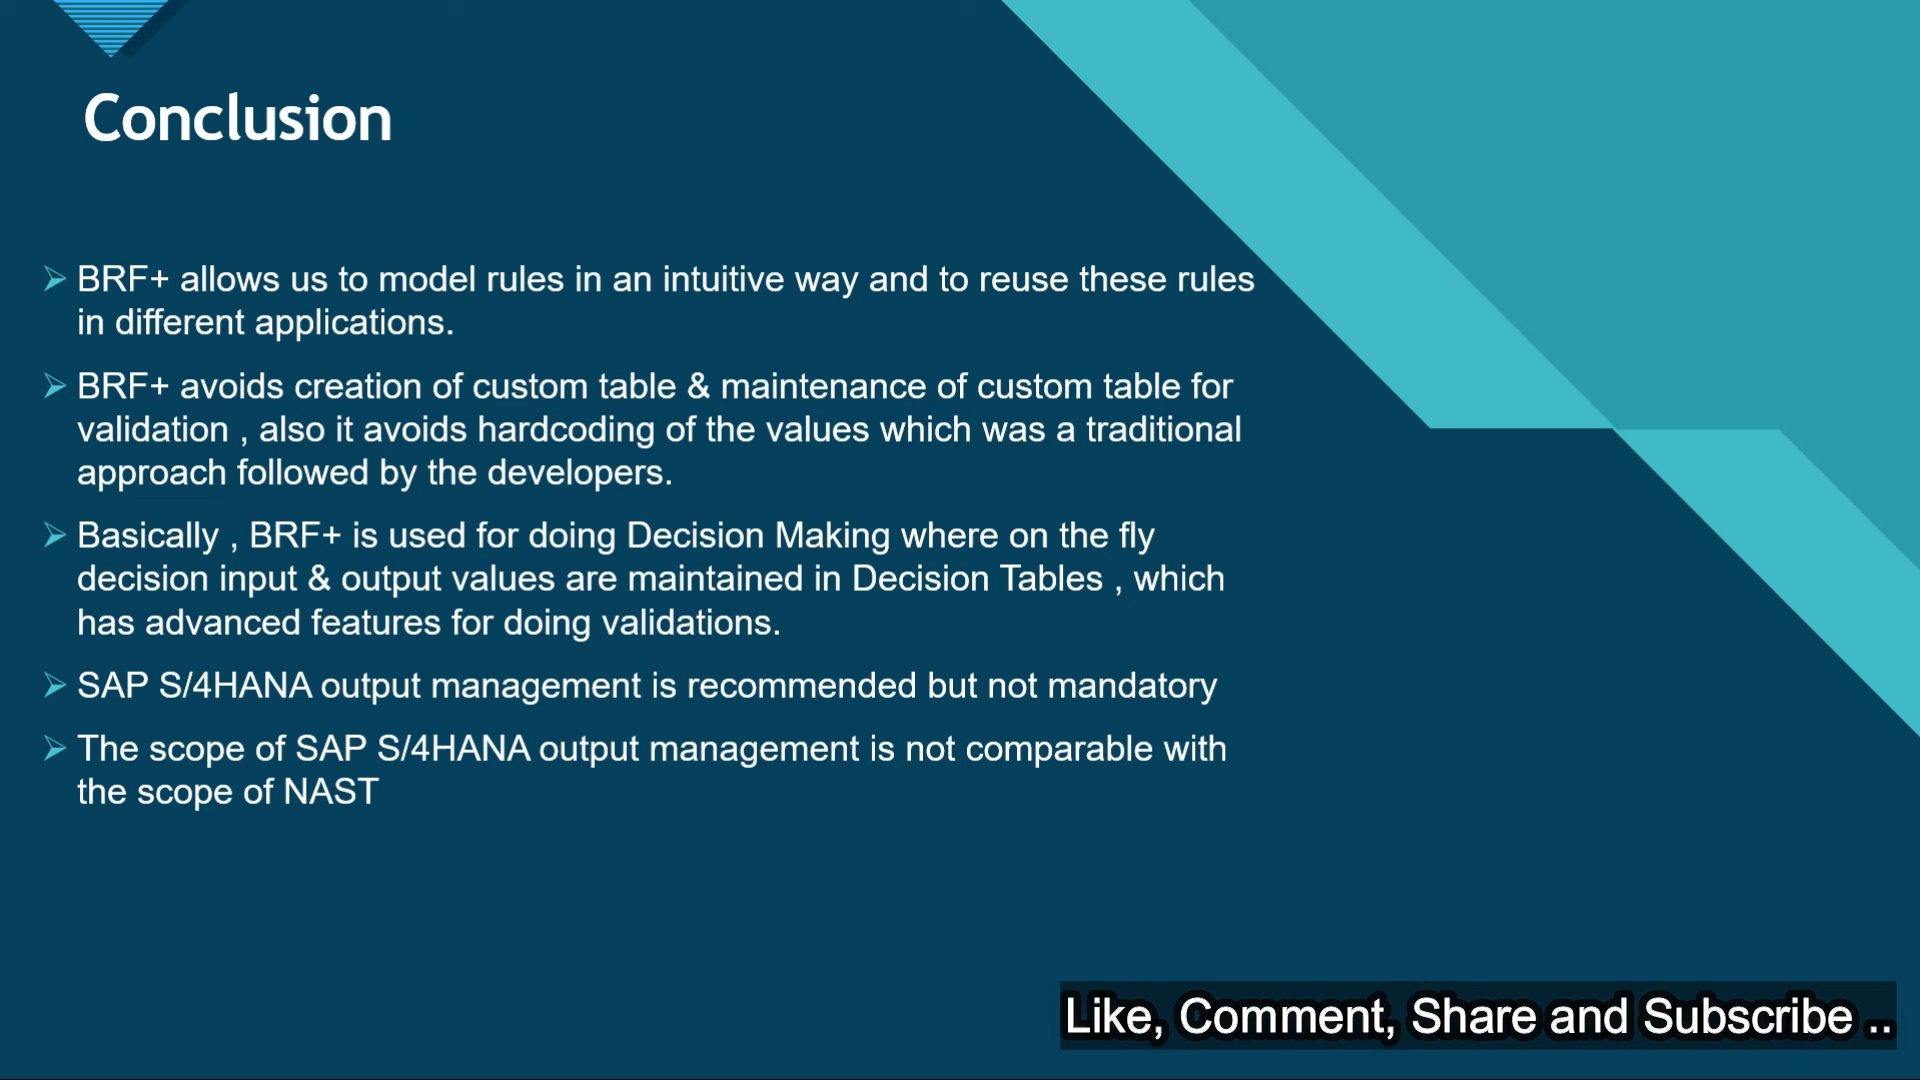 Conclusion
BRF+ allows us to model rules in an intuitive way and to reuse these rules
in different applications.
BRF+ avoids creation of custom table & maintenance of custom table for
validation , also it avoids hardcoding of the values which was a traditional
approach followed by the developers.
Basically , BRF+ is used for doing Decision Making where on the fly
decision input & output values are maintained in Decision Tables , which
has advanced features for doing validations.
SAP S/4HANA output management is recommended but not mandatory
The scope of SAP S/4HANA output management is not comparable with
the scope of NAST
Like, Comment, Share and Subscribe ..